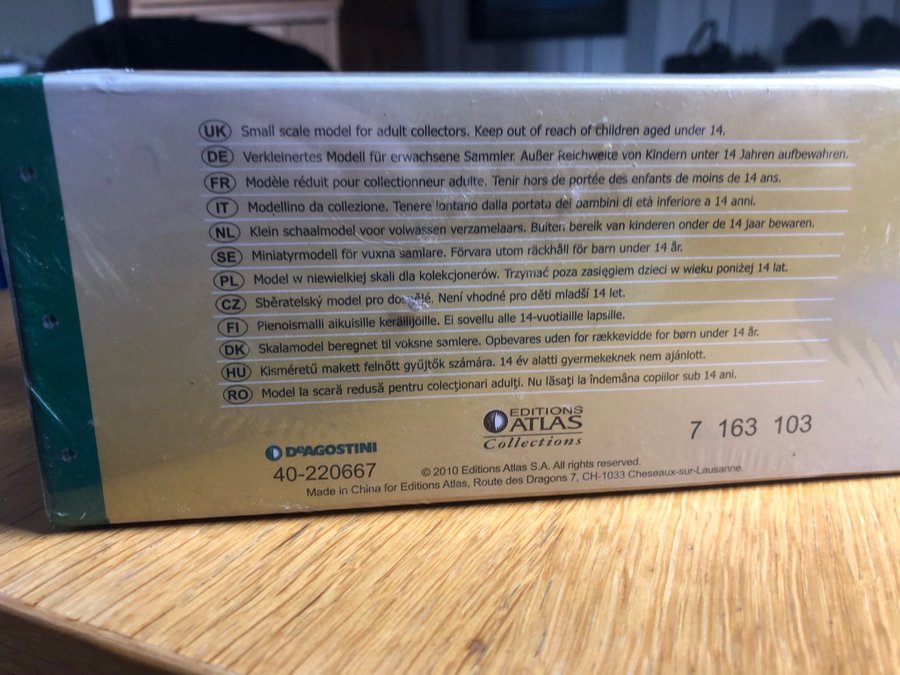 UK Small scale model for adult collectors. Keep out of reach of children aged under 14.
DE Verkleinertes Modell für erwachsene Sammler. Außer Reichweite von Kindern unter 14 Jahren aufbewahren.
FR Modèle réduit pour collectionneur adulte. Tenir hors de portée des enfants de moins de 14 ans.
IT Modellino da collezione. Tenere lontano dalla portata dei bambini di età inferiore a 14 anni.
NL Klein schaalmodel voor volwassen verzamelaars. Buiten bereik van kinderen onder de 14 jaar bewaren.
SE Miniatyrmodell för vuxna samlare. Förvara utom räckhåll för barn under 14 år.
PL Model w niewielkiej skali dla kolekcjonerów. Trzymać poza zasięgiem dzieci w wieku poniżej 14 lat.
CZ Sběratelský model pro dospělé. Není vhodné pro děti mladší 14 let.
FI Pienoismalli aikuisille keräilijöille. Ei sovellu alle 14-vuotiaille lapsille.
DK Skalamodel beregnet til voksne samlere. Opbevares uden for rækkevidde for børn under 14 år.
HU Kisméretű makett felnőtt gyűjtők számára. 14 év alatti gyermekeknek nem ajánlott.
RO Model la scară redusă pentru colecționari adulți. Nu lăsați la îndemâna copiilor sub 14 ani.
DeAGOSTINI
40-220667
EDITIONS
ATLAS
Collections
7 163 103
© 2010 Editions Atlas S.A. All rights reserved.
Made in China for Editions Atlas, Route des Dragons 7, CH-1033 Cheseaux-sur-Lausanne.